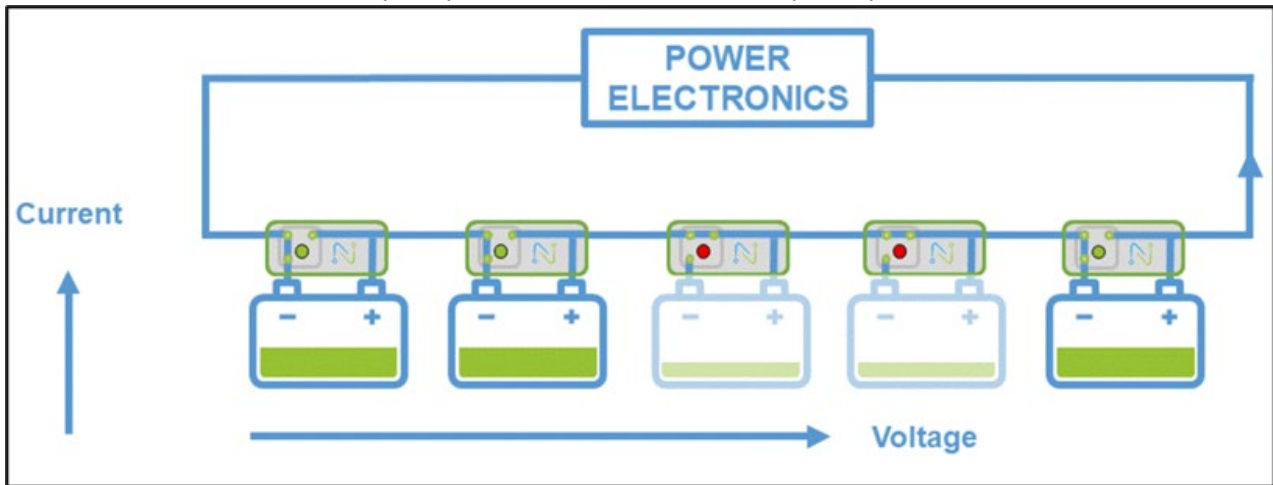 POWER
ELECTRONICS
Current
- +
- +
- +
- +
- +
Voltage